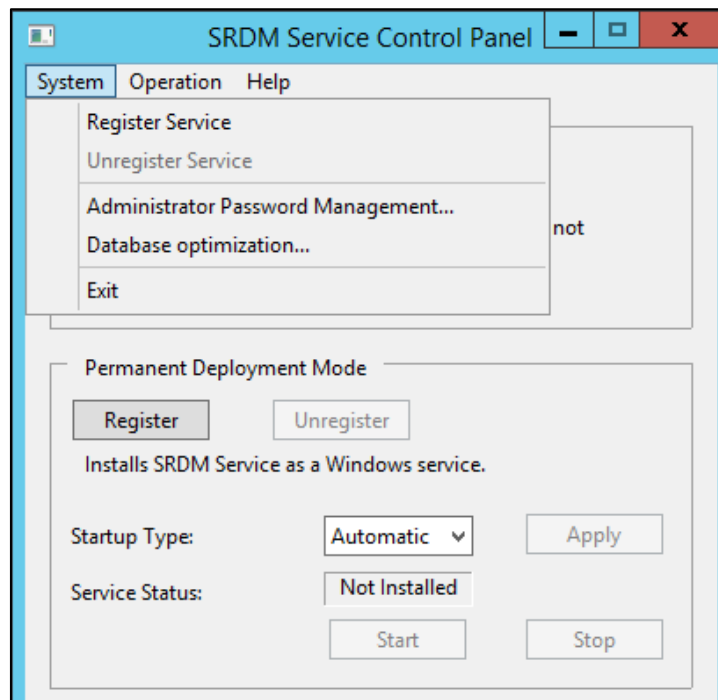 SRDM Service Control Panel
System Operation Help
Register Service
Unregister Service
Administrator Password Management...
Database optimization...
Exit
not
Permanent Deployment Mode
Register Unregister
Installs SRDM Service as a Windows service.
Startup Type: Automatic Apply
Service Status: Not Installed
Start Stop